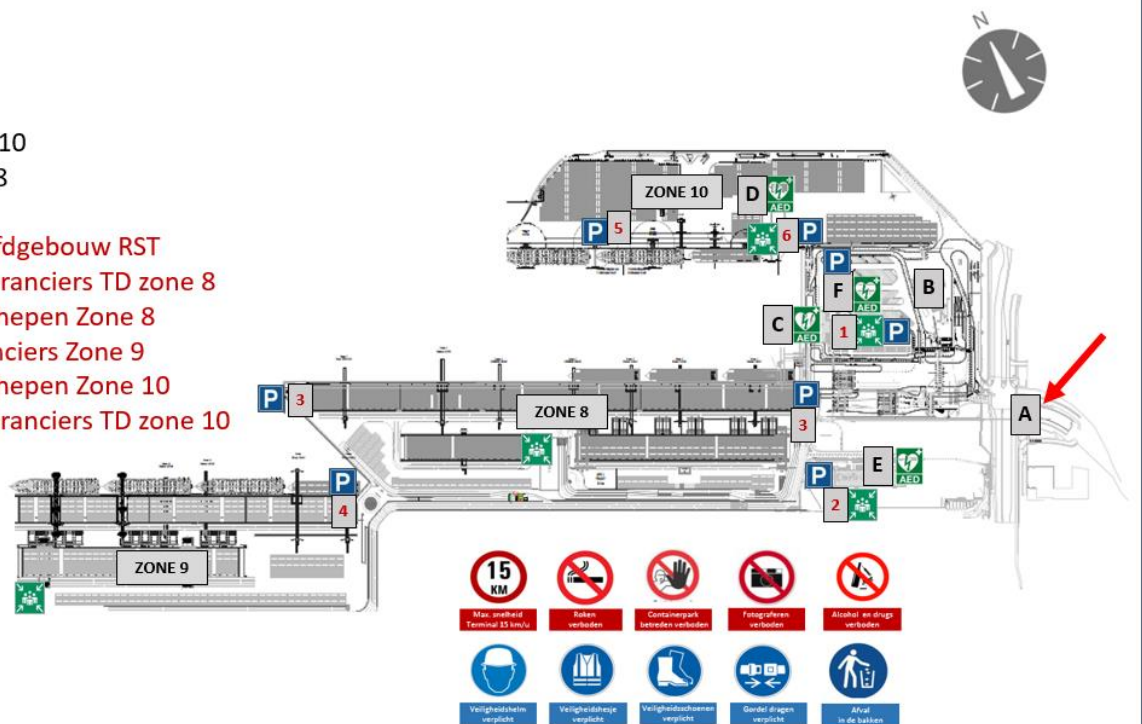 N
10
8
fdgebouw RST
ranciers TD zone 8
nepen Zone 8
nciers Zone 9
nepen Zone 10
ranciers TD zone 10
ZONE 10
D
AED
P
5
6
P
P
F
AED
B
C
AED
1
P
A
P
3
ZONE 8
P
3
E
AED
P
2
P
4
ZONE 9
15
KM
Max. snelheid
Terminal 15 km/u
Roken
verboden
Containerpark
betreden verboden
Fotograferen
verboden
Alcohol en drugs
verboden
Veiligheidshelm
verplicht
Veiligheidshesje
verplicht
Veiligheidsschoenen
verplicht
Gordel dragen
verplicht
Afval
in de bakken